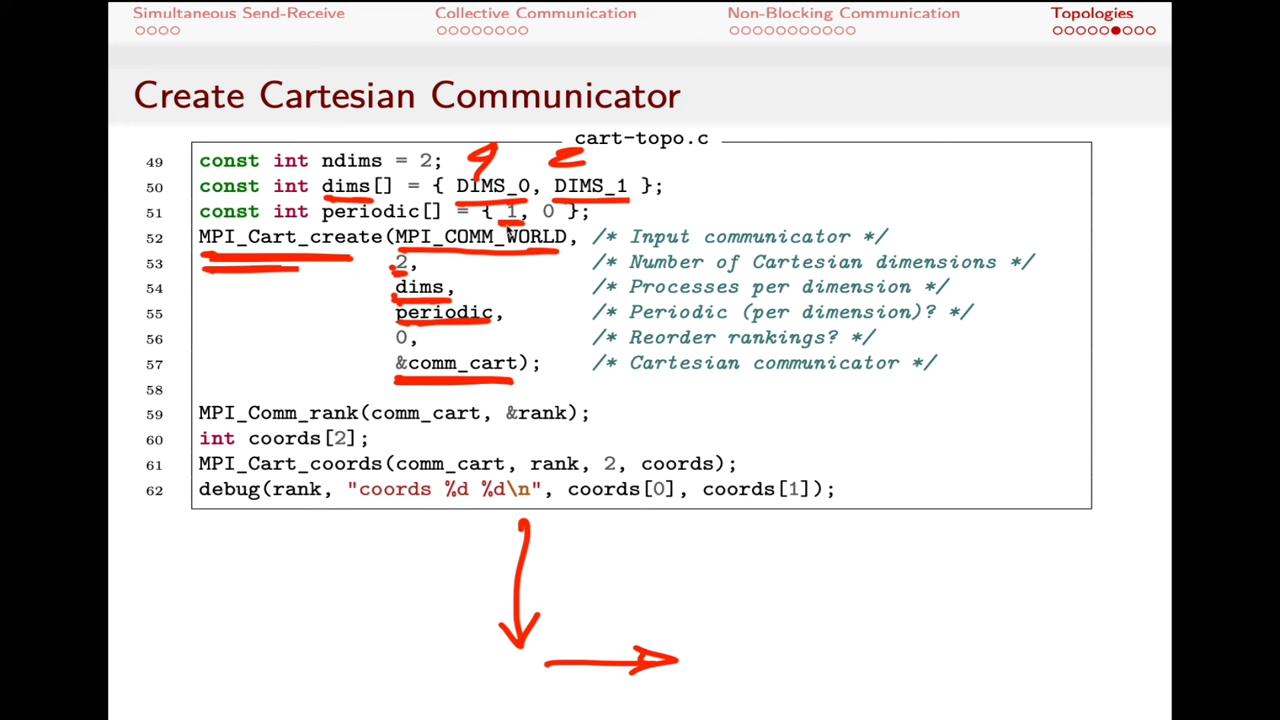 Simultaneous Send-Receive Collective Communication Non-Blocking Communication Topologies
Create Cartesian Communicator
cart-topo.c
4 2
49 const int ndims = 2;
50 const int dims[] = { DIMS_0, DIMS_1 };
51 const int periodic[] = { 1, 0 };
52 MPI_Cart_create(MPI_COMM_WORLD, /* Input communicator */
53 2, /* Number of Cartesian dimensions */
54 dims, /* Processes per dimension */
55 periodic, /* Periodic (per dimension)? */
56 0, /* Reorder rankings? */
57 &comm_cart); /* Cartesian communicator */
58
59 MPI_Comm_rank(comm_cart, &rank);
60 int coords[2];
61 MPI_Cart_coords(comm_cart, rank, 2, coords);
62 debug(rank, "coords %d %d\n", coords[0], coords[1]);